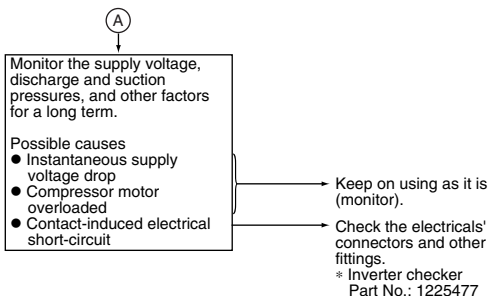 A
Monitor the supply voltage,
discharge and suction
pressures, and other factors
for a long term.
Possible causes
● Instantaneous supply
voltage drop
● Compressor motor
overloaded
● Contact-induced electrical
short-circuit
Keep on using as it is
(monitor).
Check the electricals'
connectors and other
fittings.
* Inverter checker
Part No.: 1225477